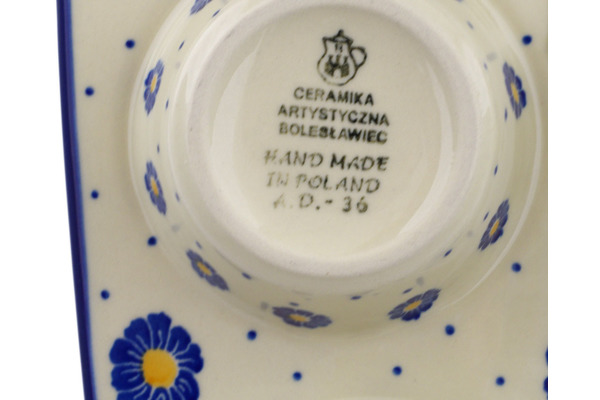 CERAMIKA
ARTYSTYCZNA
BOLESŁAWIEC
HAND MADE
IN POLAND
A.D.-36